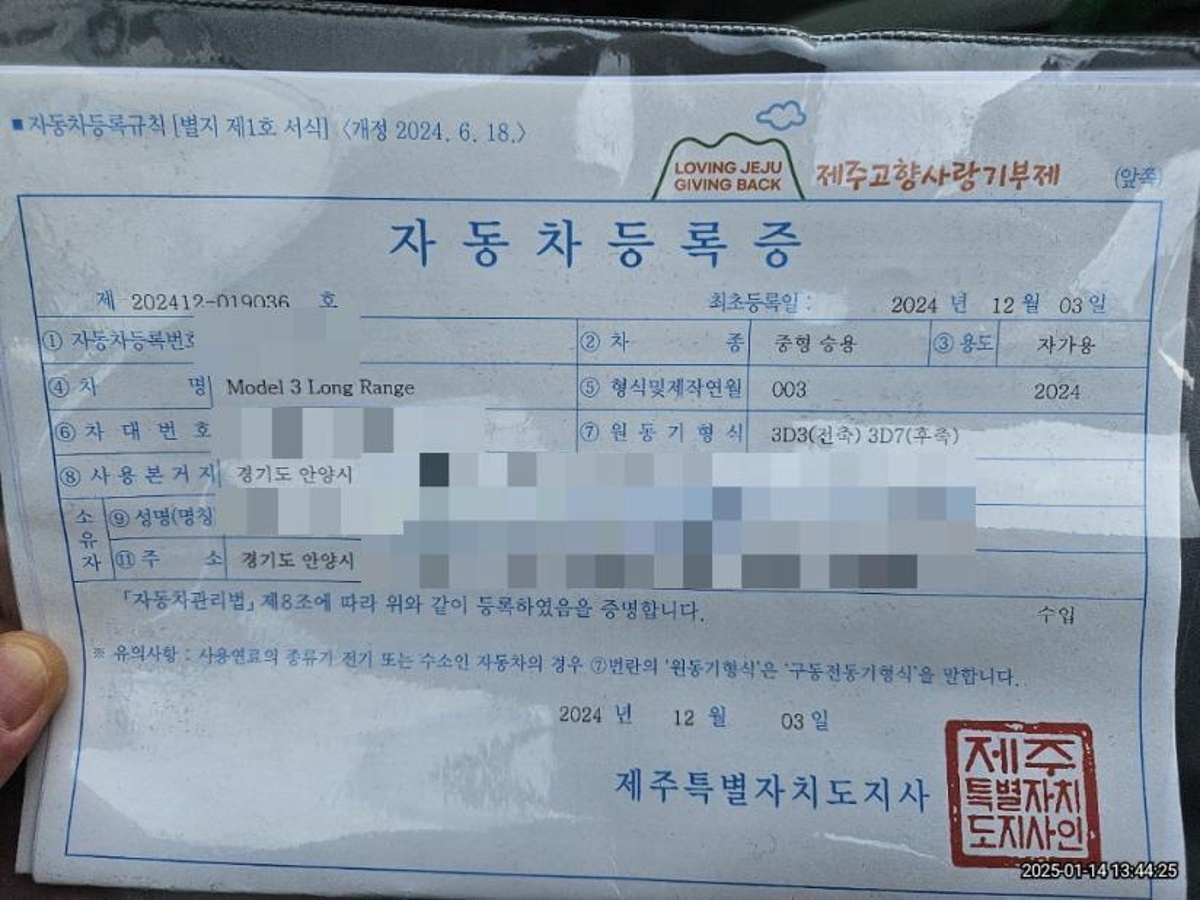 ■ 자동차등록규칙 [별지 제1호 서식] 〈개정 2024. 6. 18.〉
LOVING JEJU
GIVING BACK
제주고향사랑기부제
(앞쪽)
자동차등록증
제 202412-019036 호 최초등록일 : 2024 년 12 월 03 일
① 자동차등록번호 ② 차 종 중형 승용 ③ 용도 자가용
④ 차 명 Model 3 Long Range ⑤ 형식및제작연월 003 2024
⑥ 차대번호 ⑦ 원동기형식 3D3(전축) 3D7(후축)
⑧ 사용본거지 경기도 안양시
소유자
⑨ 성명(명칭)
⑪ 주 소 경기도 안양시
「자동차관리법」 제8조에 따라 위와 같이 등록하였음을 증명합니다.
수입
※ 유의사항 : 사용연료의 종류가 전기 또는 수소인 자동차의 경우 ⑦번란의 '원동기형식'은 '구동전동기형식'을 말합니다.
2024 년 12 월 03 일
제주특별자치도지사
제주
특별자치
도지사인
2025-01-14 13:44:25